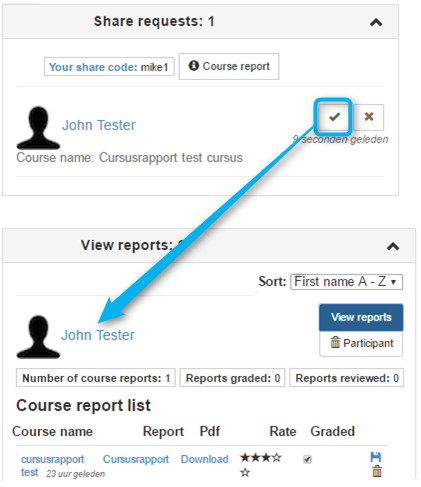 Share requests: 1
Your share code: mike1 Course report
John Tester
9 seconden geleden
Course name: Cursusrapport test cursus
View reports:
Sort: First name A - Z
View reports
John Tester
Participant
Number of course reports: 1 Reports graded: 0 Reports reviewed: 0
Course report list
Course name Report Pdf Rate Graded
cursusrapport Cursusrapport Download
test 23 uur geleden